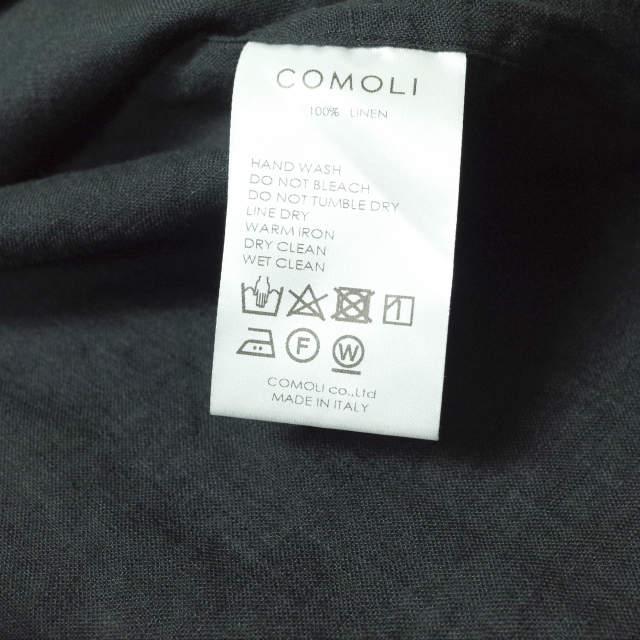 COMOLI
100% LINEN
HAND WASH
DO NOT BLEACH
DO NOT TUMBLE DRY
LINE DRY
WARM IRON
DRY CLEAN
WET CLEAN
F W
COMOLI co.,Ltd
MADE IN ITALY